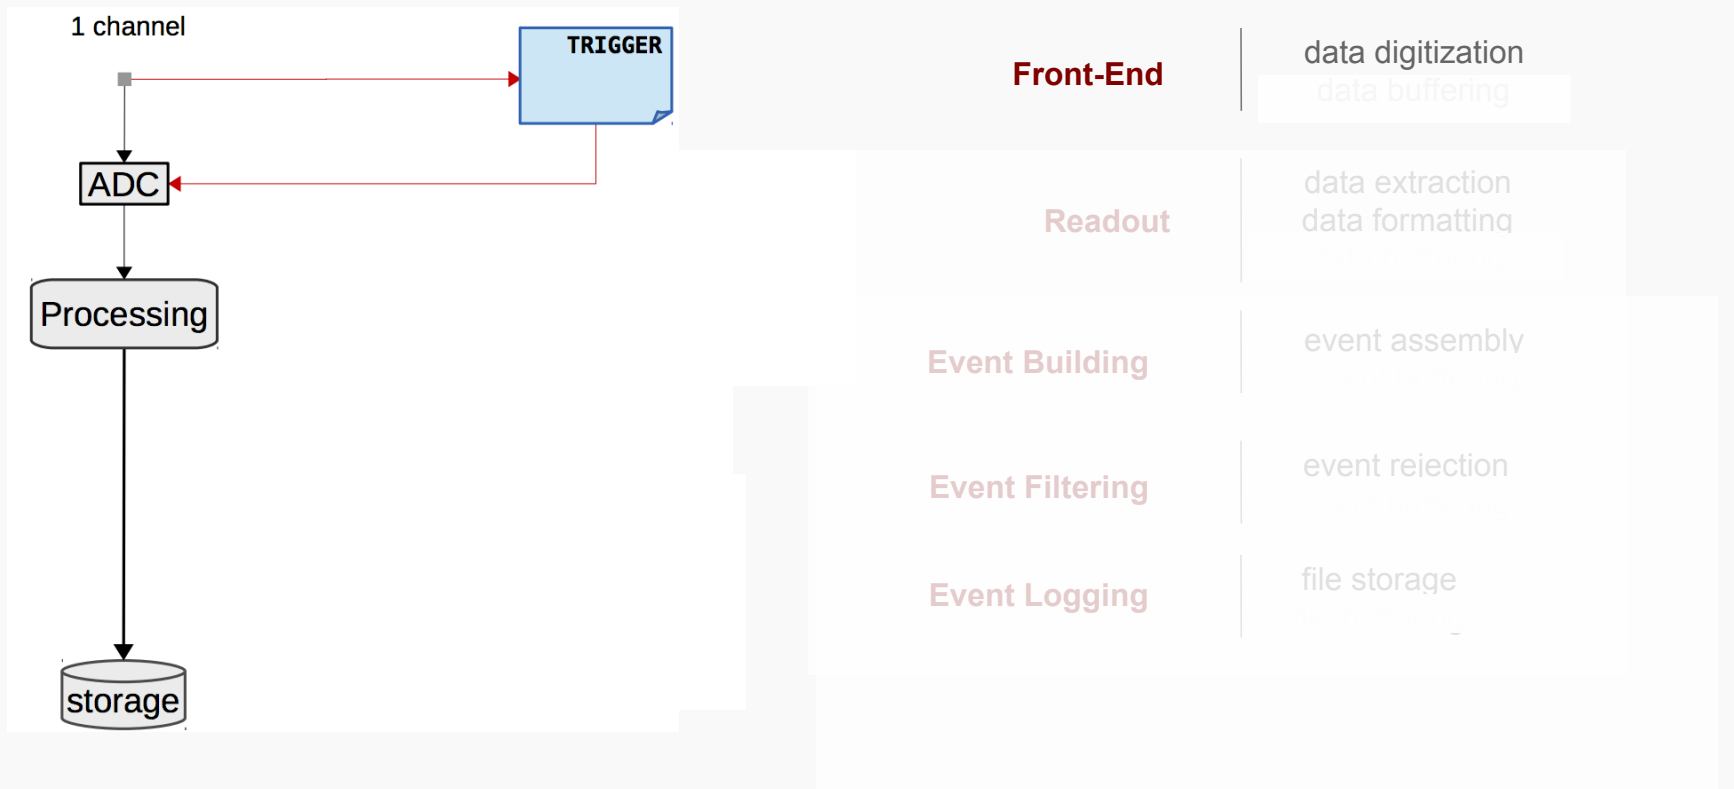 1 channel
TRIGGER
ADC
Processing
storage
Front-End
data digitization
data buffering
Readout
data extraction
data formatting
Event Building
event assembly
Event Filtering
event rejection
Event Logging
file storage